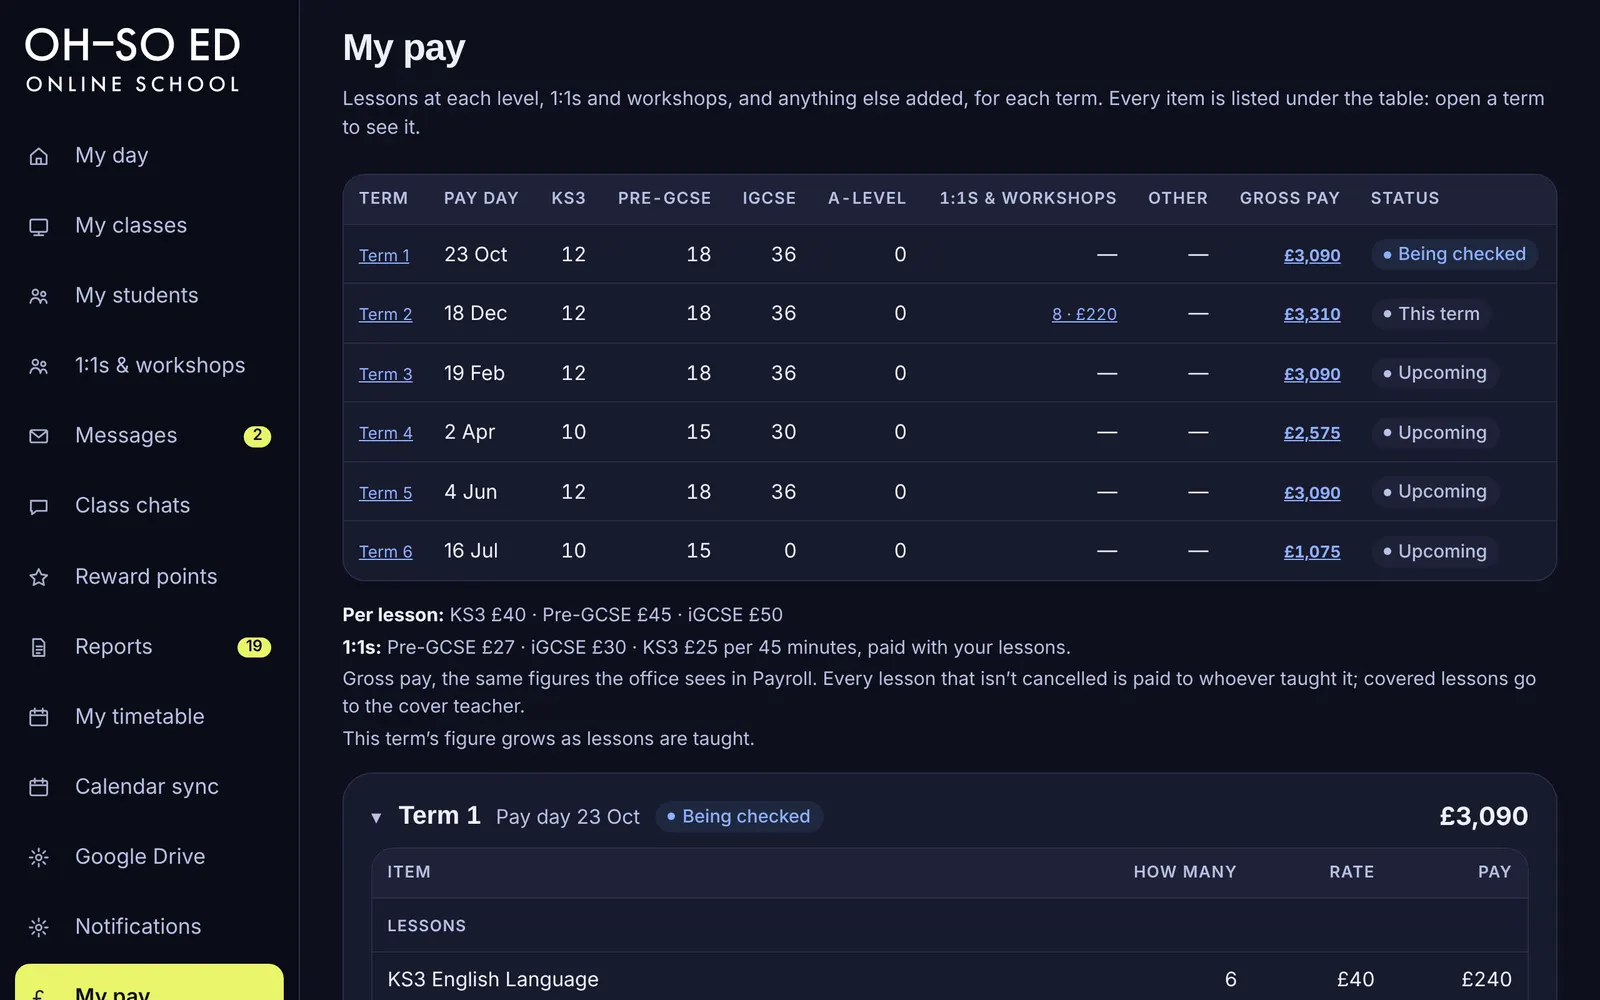 OH-SO ED
ONLINE SCHOOL
My day
My classes
My students
1:1s & workshops
Messages 2
Class chats
Reward points
Reports 19
My timetable
Calendar sync
Google Drive
Notifications
£ My pay
My pay
Lessons at each level, 1:1s and workshops, and anything else added, for each term. Every item is listed under the table: open a term
to see it.
TERM PAY DAY KS3 PRE-GCSE IGCSE A-LEVEL 1:1S & WORKSHOPS OTHER GROSS PAY STATUS
Term 1 23 Oct 12 18 36 0 — — £3,090 • Being checked
Term 2 18 Dec 12 18 36 0 8 · £220 — £3,310 • This term
Term 3 19 Feb 12 18 36 0 — — £3,090 • Upcoming
Term 4 2 Apr 10 15 30 0 — — £2,575 • Upcoming
Term 5 4 Jun 12 18 36 0 — — £3,090 • Upcoming
Term 6 16 Jul 10 15 0 0 — — £1,075 • Upcoming
Per lesson: KS3 £40 · Pre-GCSE £45 · iGCSE £50
1:1s: Pre-GCSE £27 · iGCSE £30 · KS3 £25 per 45 minutes, paid with your lessons.
Gross pay, the same figures the office sees in Payroll. Every lesson that isn’t cancelled is paid to whoever taught it; covered lessons go
to the cover teacher.
This term’s figure grows as lessons are taught.
▼ Term 1 Pay day 23 Oct • Being checked £3,090
ITEM HOW MANY RATE PAY
LESSONS
KS3 English Language 6 £40 £240